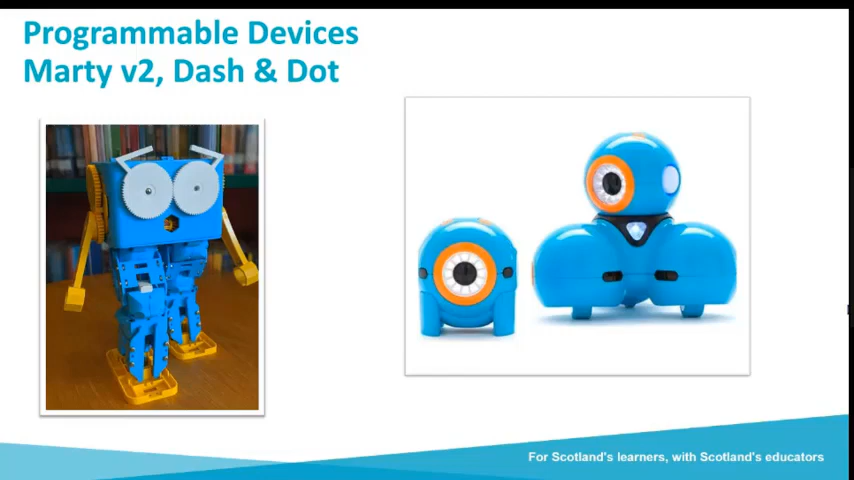 Programmable Devices
Marty v2, Dash & Dot
For Scotland's learners, with Scotland's educators